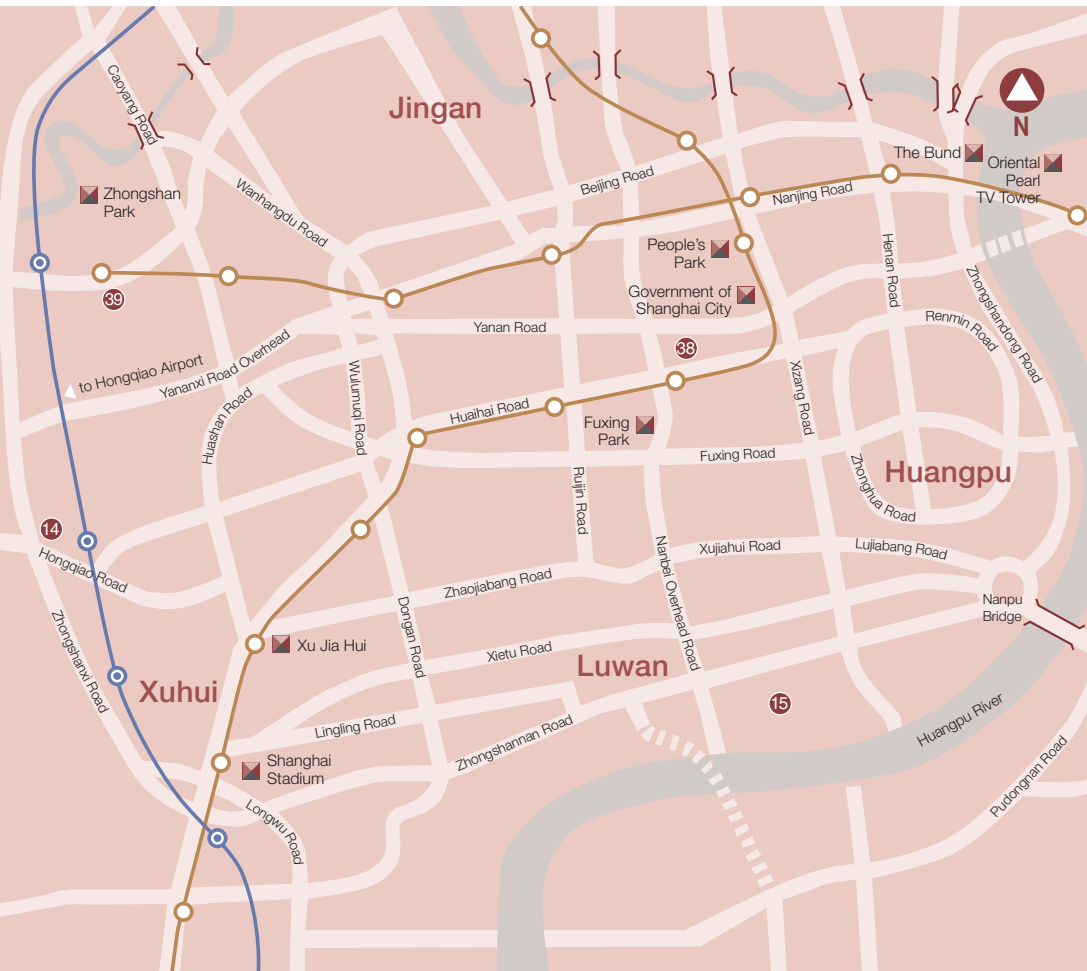 Caoyang Road
Jingan
N
Zhongshan
Park
Wanhangdu Road
Beijing Road
The Bund
Oriental
Pearl
TV Tower
Nanjing Road
People's
Park
Henan Road
Zhongshandong Road
39
Government of
Shanghai City
Yanan Road
Renmin Road
38
to Hongqiao Airport
Yananxi Road Overhead
Wulumuqi Road
Xizang Road
Huashan Road
Huaihai Road
Fuxing
Park
Fuxing Road
Huangpu
Zhonghua Road
Ruijin Road
14
Hongqiao Road
Nanbei Overhead Road
Xujiahui Road
Lujiabang Road
Zhaojiabang Road
Nanpu
Bridge
Zhongshanxi Road
Dongan Road
Xu Jia Hui
Xietu Road
Luwan
Xuhui
15
Lingling Road
Zhongshannan Road
Huangpu River
Shanghai
Stadium
Longwu Road
Pudongnan Road